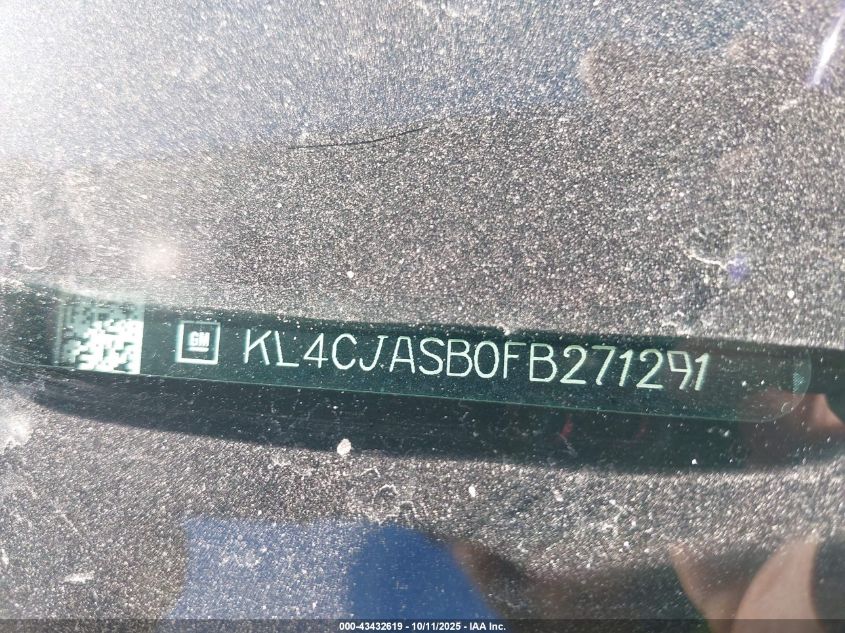 GM
KL4CJASB0FB271291
000-43432619 - 10/11/2025 - IAA Inc.